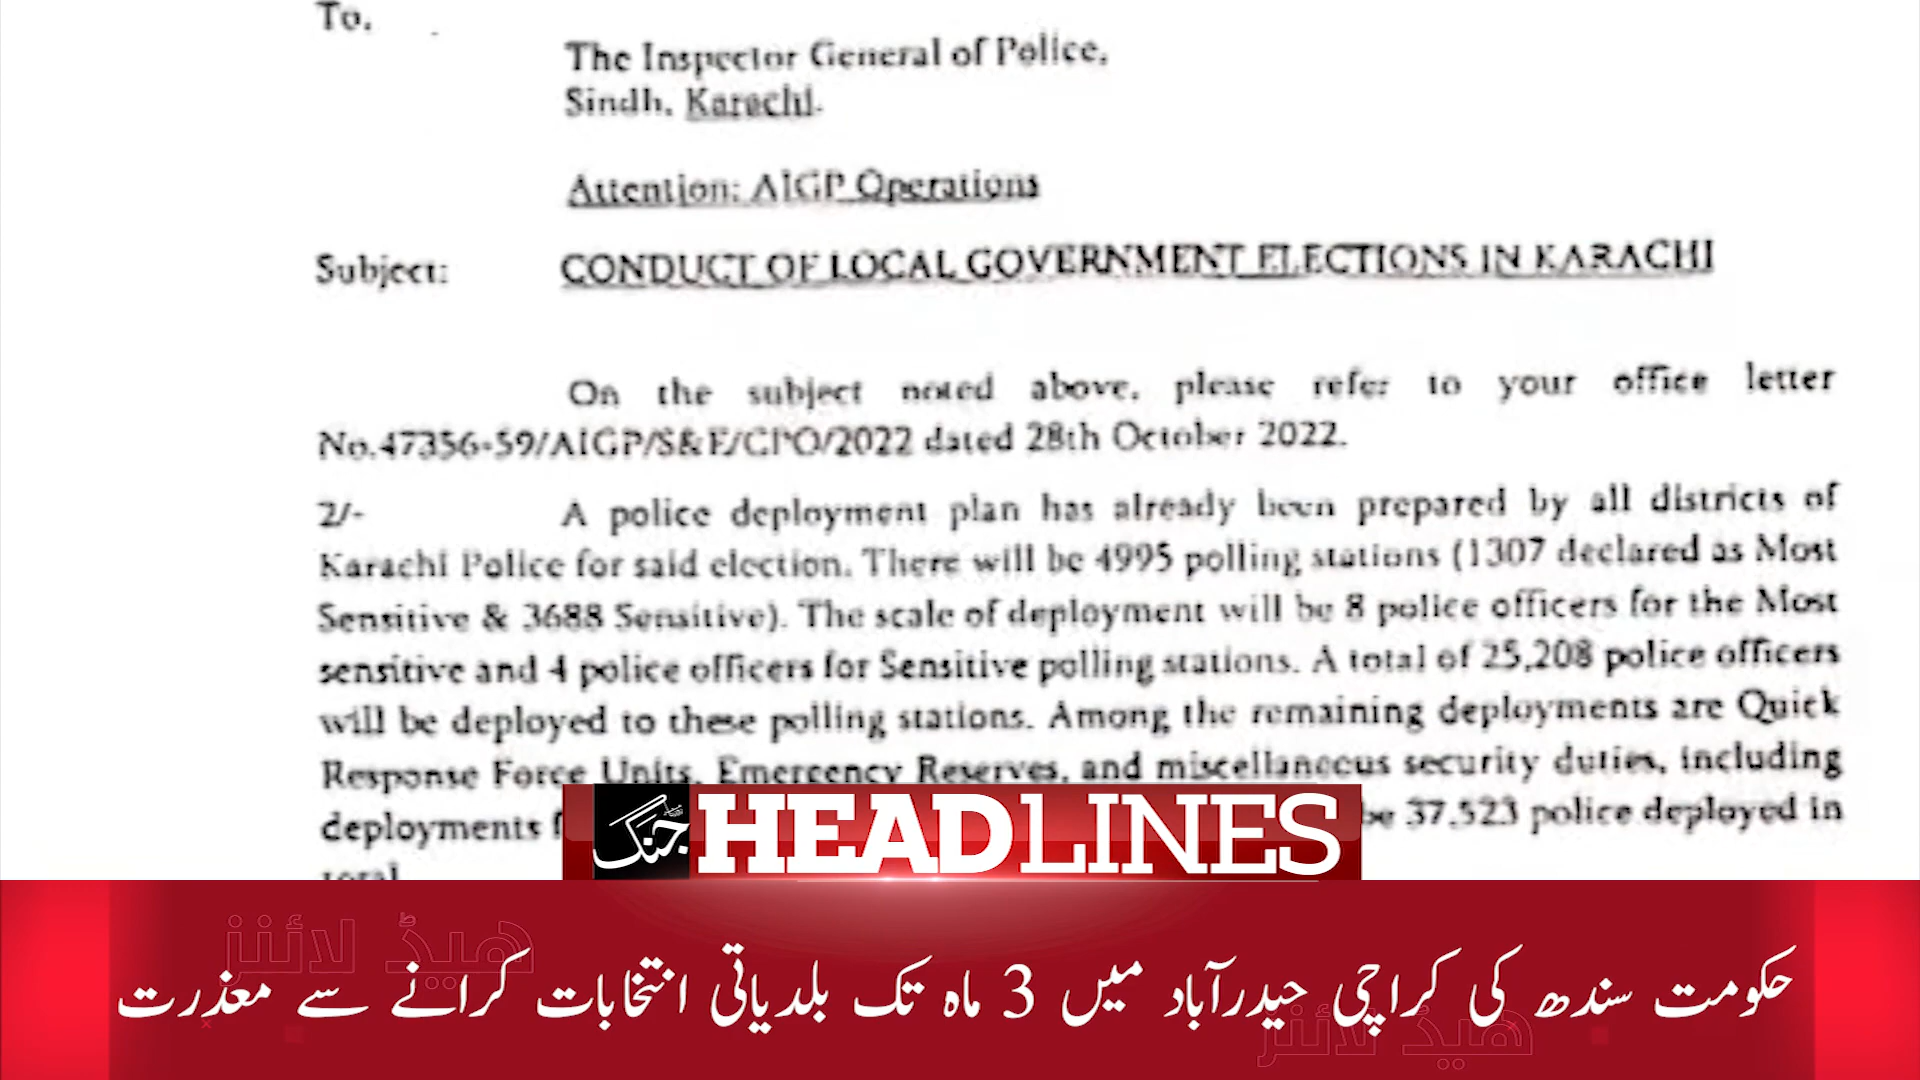 To,
The Inspector General of Police,
Sindh, Karachi.
Attention: AIGP Operations
Subject: CONDUCT OF LOCAL GOVERNMENT ELECTIONS IN KARACHI
On the subject noted above, please refer to your office letter
No.47356-59/AIGP/S&E/CPO/2022 dated 28th October 2022.
2/- A police deployment plan has already been prepared by all districts of
Karachi Police for said election. There will be 4995 polling stations (1307 declared as Most
Sensitive & 3688 Sensitive). The scale of deployment will be 8 police officers for the Most
sensitive and 4 police officers for Sensitive polling stations. A total of 25,208 police officers
will be deployed to these polling stations. Among the remaining deployments are Quick
Response Force Units, Emergency Reserves, and miscellaneous security duties, including
deployments be 37,523 police deployed in
total
جنگ HEADLINES
ہیڈ لائنز
حکومت سندھ کی کراچی حیدرآباد میں 3 ماہ تک بلدیاتی انتخابات کرانے سے معذرت
ہیڈ لائنز